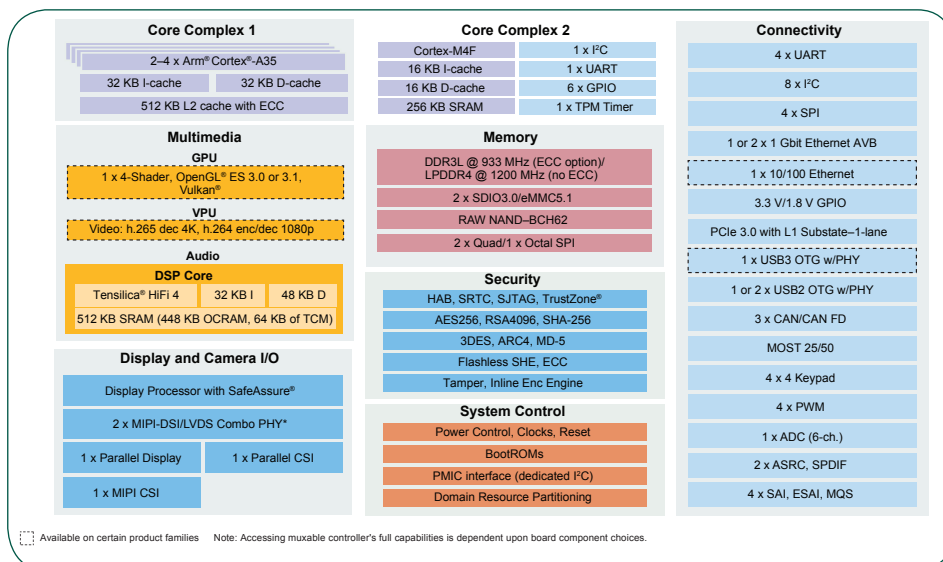 Core Complex 1
2–4 x Arm® Cortex®-A35
32 KB I-cache
32 KB D-cache
512 KB L2 cache with ECC
Core Complex 2
Cortex-M4F
1 x I²C
16 KB I-cache
1 x UART
16 KB D-cache
6 x GPIO
256 KB SRAM
1 x TPM Timer
Connectivity
4 x UART
8 x I²C
4 x SPI
1 or 2 x 1 Gbit Ethernet AVB
1 x 10/100 Ethernet
3.3 V/1.8 V GPIO
PCIe 3.0 with L1 Substate–1-lane
1 x USB3 OTG w/PHY
1 or 2 x USB2 OTG w/PHY
3 x CAN/CAN FD
MOST 25/50
4 x 4 Keypad
4 x PWM
1 x ADC (6-ch.)
2 x ASRC, SPDIF
4 x SAI, ESAI, MQS
Multimedia
GPU
1 x 4-Shader, OpenGL® ES 3.0 or 3.1,
Vulkan®
VPU
Video: h.265 dec 4K, h.264 enc/dec 1080p
Audio
DSP Core
Tensilica® HiFi 4
32 KB I
48 KB D
512 KB SRAM (448 KB OCRAM, 64 KB of TCM)
Memory
DDR3L @ 933 MHz (ECC option)/
LPDDR4 @ 1200 MHz (no ECC)
2 x SDIO3.0/eMMC5.1
RAW NAND–BCH62
2 x Quad/1 x Octal SPI
Security
HAB, SRTC, SJTAG, TrustZone®
AES256, RSA4096, SHA-256
3DES, ARC4, MD-5
Flashless SHE, ECC
Tamper, Inline Enc Engine
Display and Camera I/O
Display Processor with SafeAssure®
2 x MIPI-DSI/LVDS Combo PHY*
1 x Parallel Display
1 x Parallel CSI
1 x MIPI CSI
System Control
Power Control, Clocks, Reset
BootROMs
PMIC interface (dedicated I²C)
Domain Resource Partitioning
Available on certain product families
Note: Accessing muxable controller's full capabilities is dependent upon board component choices.